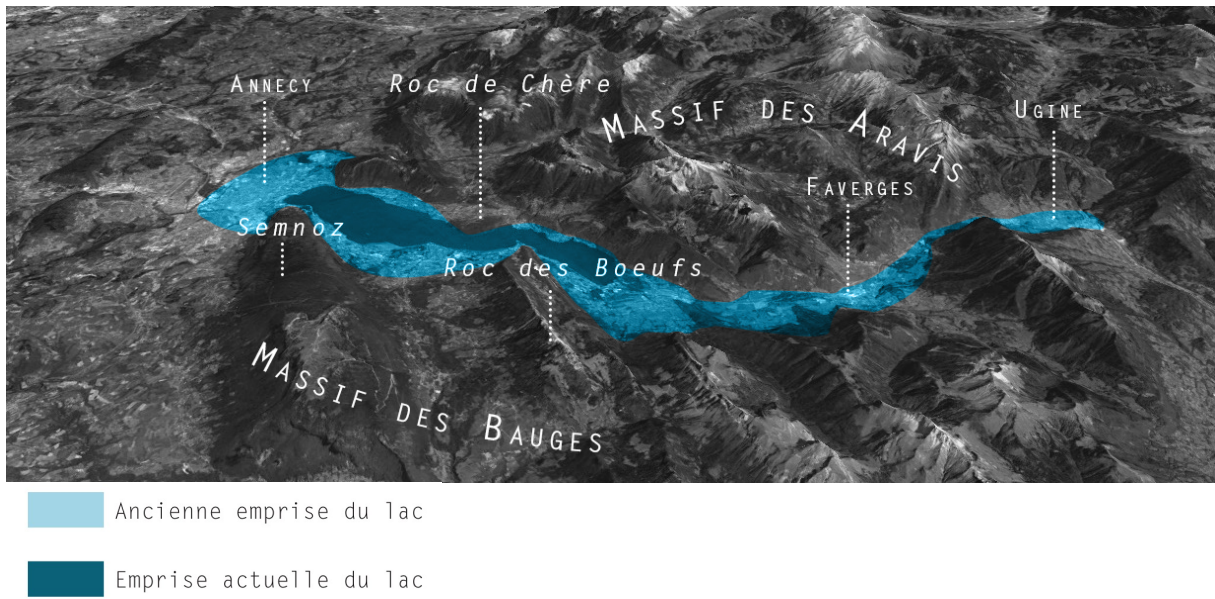 Annecy
Roc de Chère
Massif des Aravis
Ugine
Faverges
Semnoz
Roc des Boeufs
Massif des Bauges
Ancienne emprise du lac
Emprise actuelle du lac